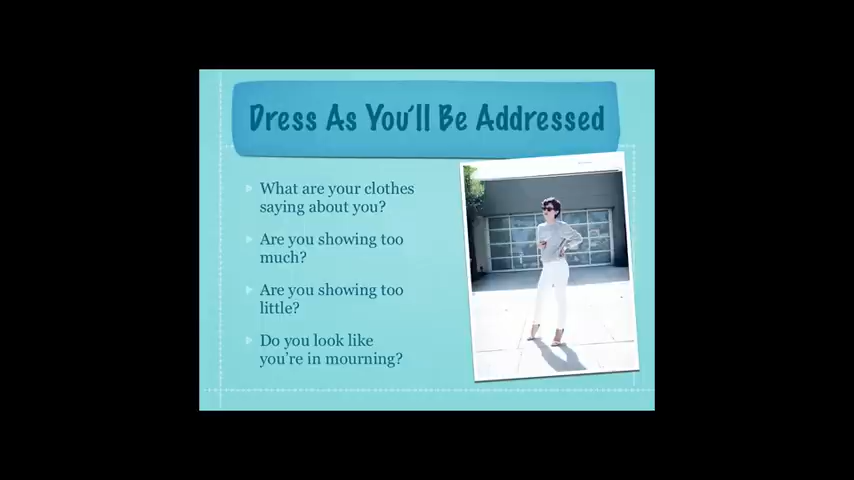 Dress As You'll Be Addressed
What are your clothes
saying about you?
Are you showing too
much?
Are you showing too
little?
Do you look like
you're in mourning?